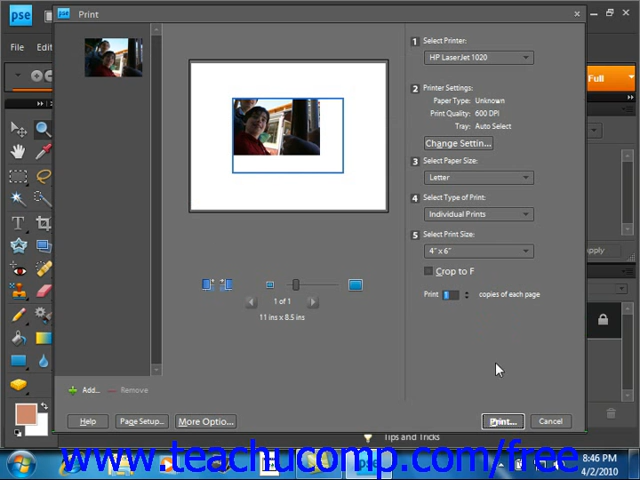 pse
Print
File
Edi
Full
1 Select Printer:
HP LaserJet 1020
2 Printer Settings:
Paper Type: Unknown
Print Quality: 600 DPI
Tray: Auto Select
Change Settin...
3 Select Paper Size:
Letter
4 Select Type of Print:
Individual Prints
5 Select Print Size:
4" x 6"
Crop to F
Print 1 copies of each page
1 of 1
11 ins x 8.5 ins
Add...
Remove
Help
Page Setup...
More Optio...
Print...
Cancel
Tips and Tricks
www.teachucomp.com/free
pse
8:46 PM
4/2/2010